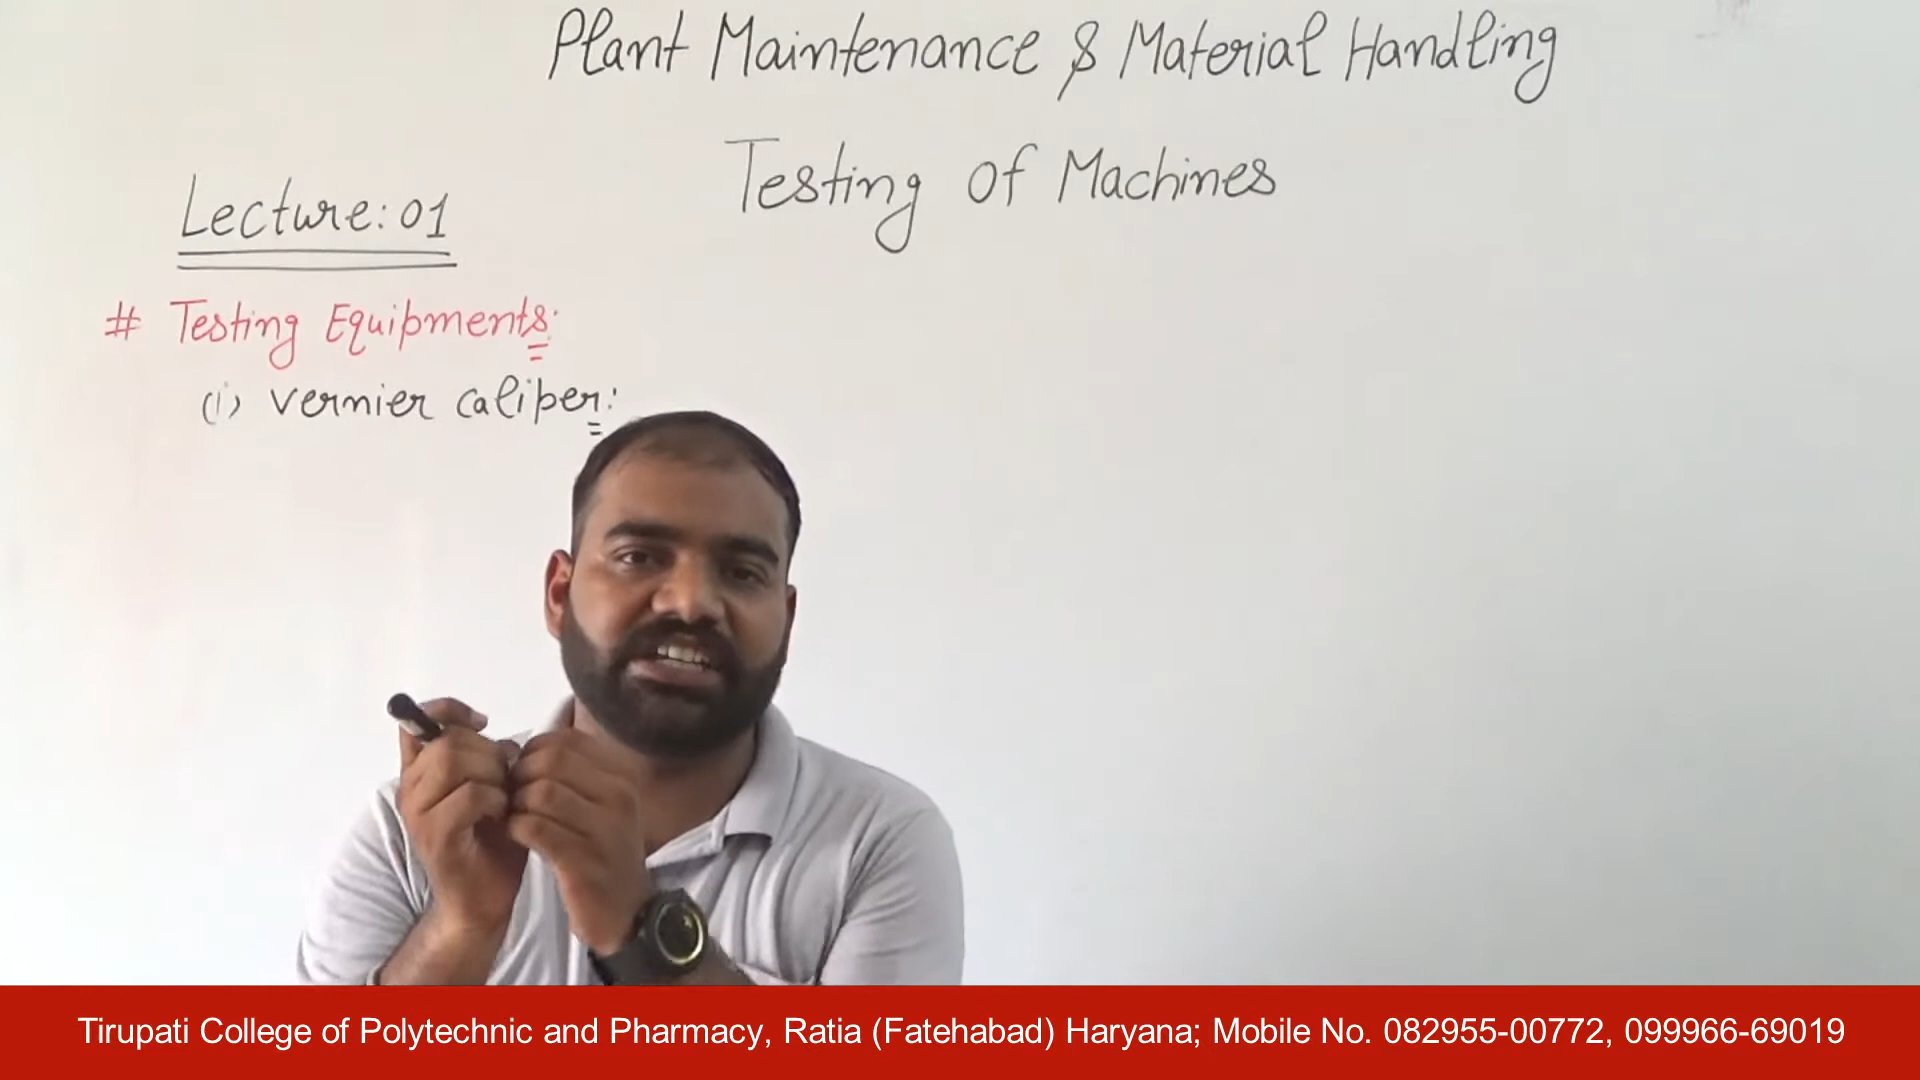 Plant Maintenance & Material Handling
Testing of Machines
Lecture: 01
# Testing Equipments:
(i) vernier caliper:
Tirupati College of Polytechnic and Pharmacy, Ratia (Fatehabad) Haryana; Mobile No. 082955-00772, 099966-69019